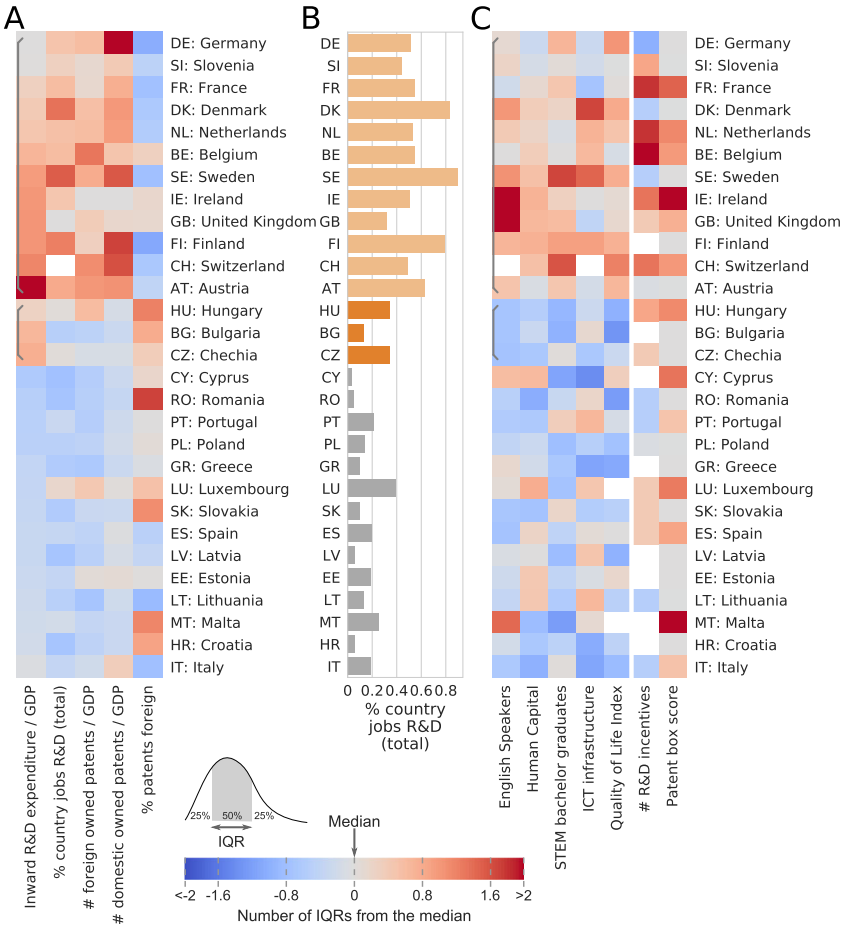 A
B
C
DE: Germany
SI: Slovenia
FR: France
DK: Denmark
NL: Netherlands
BE: Belgium
SE: Sweden
IE: Ireland
GB: United Kingdom
FI: Finland
CH: Switzerland
AT: Austria
HU: Hungary
BG: Bulgaria
CZ: Chechia
CY: Cyprus
RO: Romania
PT: Portugal
PL: Poland
GR: Greece
LU: Luxembourg
SK: Slovakia
ES: Spain
LV: Latvia
EE: Estonia
LT: Lithuania
MT: Malta
HR: Croatia
IT: Italy
Inward R&D expenditure / GDP
% country jobs R&D (total)
# foreign owned patents / GDP
# domestic owned patents / GDP
% patents foreign
DE
SI
FR
DK
NL
BE
SE
IE
GB
FI
CH
AT
HU
BG
CZ
CY
RO
PT
PL
GR
LU
SK
ES
LV
EE
LT
MT
HR
IT
0 0.2 0.4 0.6 0.8
% country
jobs R&D
(total)
DE: Germany
SI: Slovenia
FR: France
DK: Denmark
NL: Netherlands
BE: Belgium
SE: Sweden
IE: Ireland
GB: United Kingdom
FI: Finland
CH: Switzerland
AT: Austria
HU: Hungary
BG: Bulgaria
CZ: Chechia
CY: Cyprus
RO: Romania
PT: Portugal
PL: Poland
GR: Greece
LU: Luxembourg
SK: Slovakia
ES: Spain
LV: Latvia
EE: Estonia
LT: Lithuania
MT: Malta
HR: Croatia
IT: Italy
English Speakers
Human Capital
STEM bachelor graduates
ICT infrastructure
Quality of Life Index
# R&D incentives
Patent box score
25% 50% 25%
IQR
Median
<-2 -1.6 -0.8 0 0.8 1.6 >2
Number of IQRs from the median